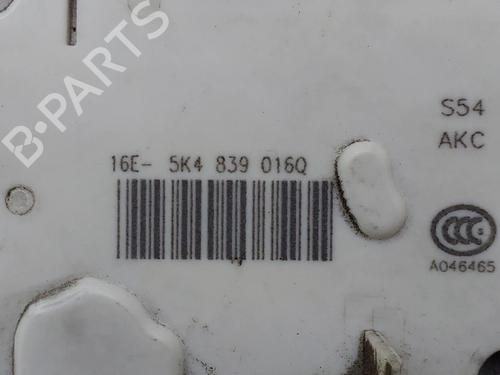 B-PARTS
S54
AKC
16E- 5K4 839 016Q
CCC
A046465